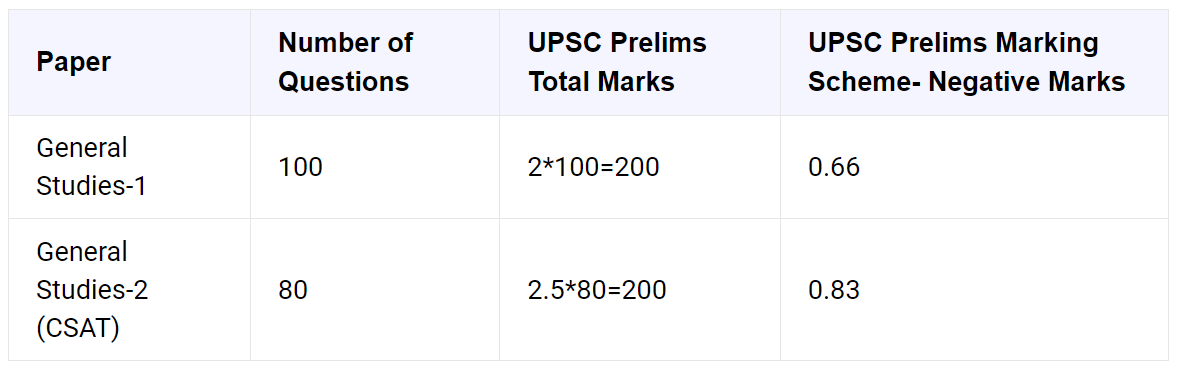 Paper
Number of
Questions
UPSC Prelims
Total Marks
UPSC Prelims Marking
Scheme- Negative Marks
General
Studies-1
100
2*100=200
0.66
General
Studies-2
(CSAT)
80
2.5*80=200
0.83